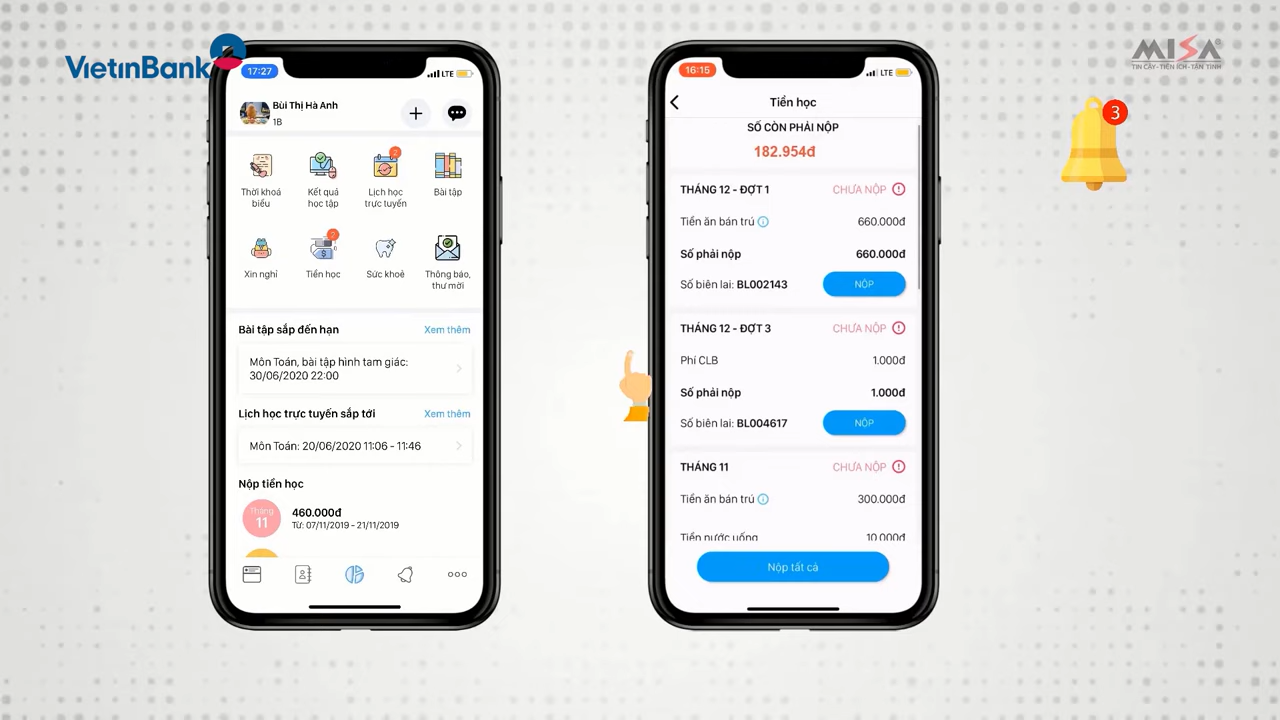 VietinBank
17:27
LTE
Bùi Thị Hà Anh
1B
Thời khoá biểu
Kết quả học tập
2
Lịch học trực tuyến
Bài tập
Xin nghỉ
2
Tiền học
Sức khoẻ
Thông báo, thư mời
Bài tập sắp đến hạn
Xem thêm
Môn Toán, bài tập hình tam giác:
30/06/2020 22:00
Lịch học trực tuyến sắp tới
Xem thêm
Môn Toán: 20/06/2020 11:06 - 11:46
Nộp tiền học
Tháng
11
460.000đ
Từ: 07/11/2019 - 21/11/2019
16:15
LTE
Tiền học
SỐ CÒN PHẢI NỘP
182.954đ
THÁNG 12 - ĐỢT 1
CHƯA NỘP
Tiền ăn bán trú
660.000đ
Số phải nộp
660.000đ
Số biên lai: BL002143
NỘP
THÁNG 12 - ĐỢT 3
CHƯA NỘP
Phí CLB
1.000đ
Số phải nộp
1.000đ
Số biên lai: BL004617
NỘP
THÁNG 11
CHƯA NỘP
Tiền ăn bán trú
300.000đ
Tiền nước uống
10.000đ
Nộp tất cả
MISA
TIN CẬY-TIỆN ÍCH-TẬN TÌNH
3